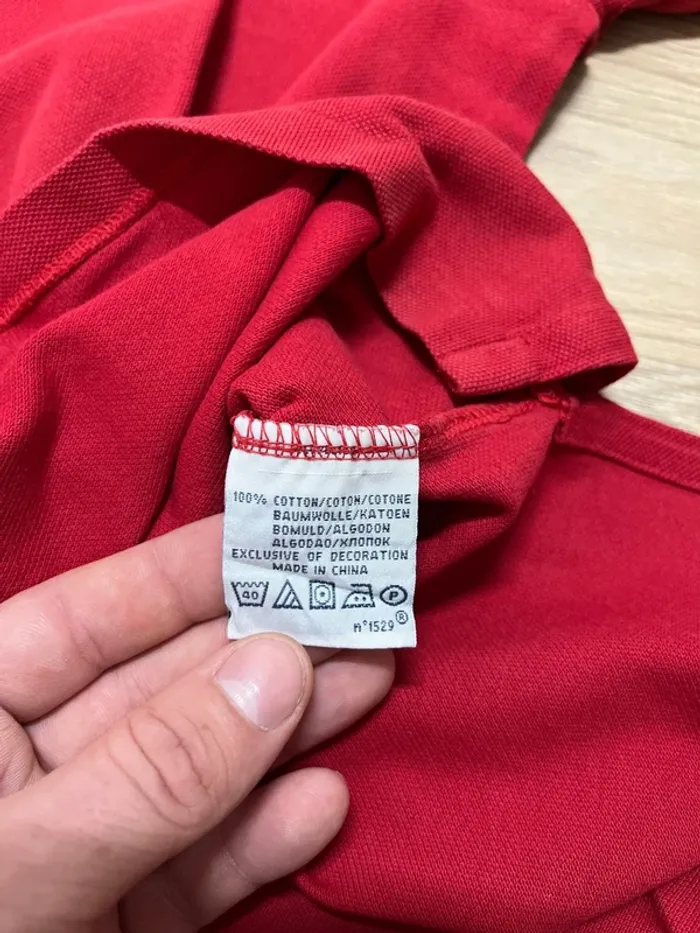 100% COTTON/COTON/COTONE
BAUMWOLLE/KATOEN
BOMULD/ALGODON
ALGODAO/ХЛОПОК
EXCLUSIVE OF DECORATION
MADE IN CHINA
40 P
n°1529®